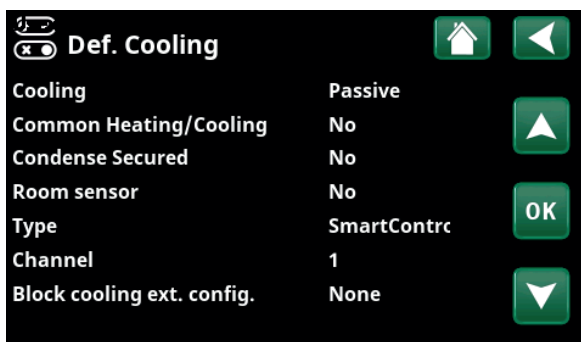 Def. Cooling
Cooling Passive
Common Heating/Cooling No
Condense Secured No
Room sensor No
Type SmartContrc
Channel 1
Block cooling ext. config. None
OK